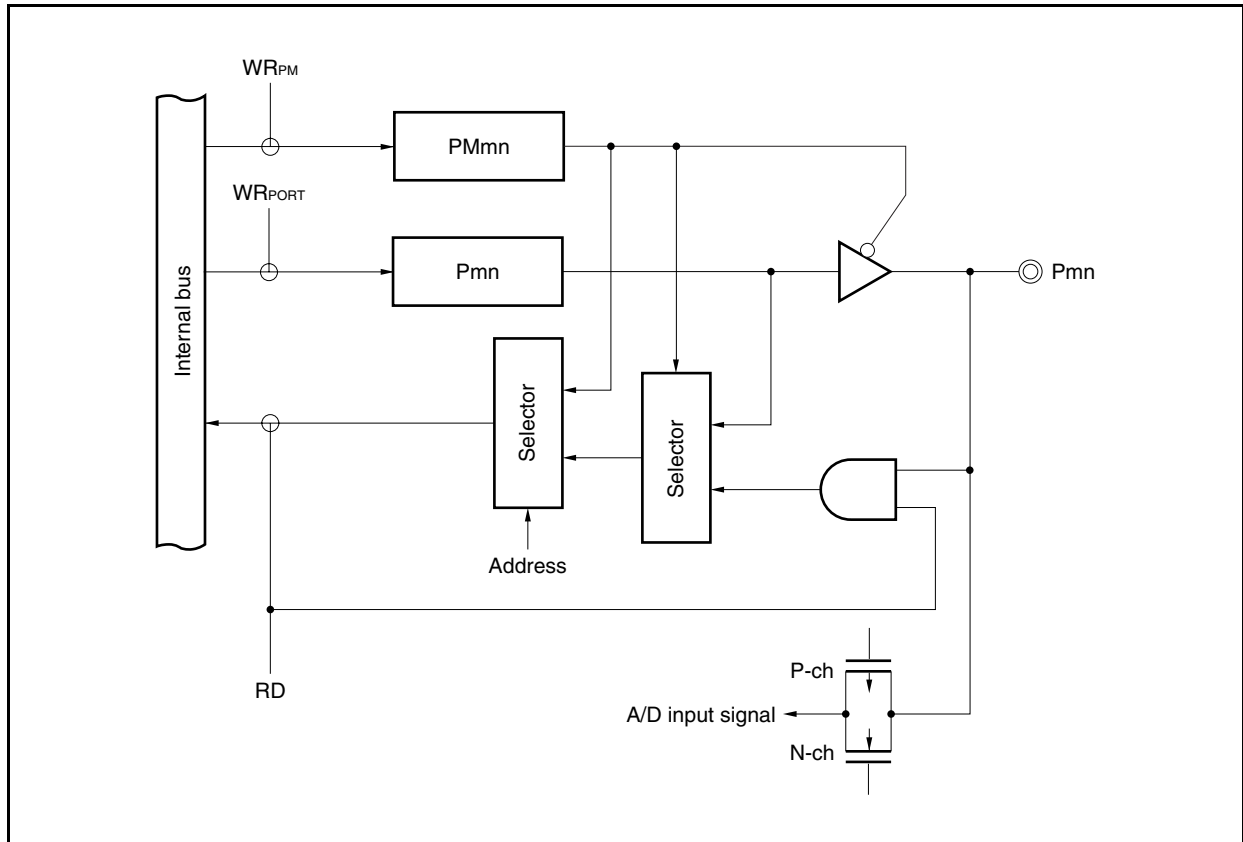 WRPM
PMmn
WRPORT
Pmn
Pmn
Internal bus
Selector
Selector
Address
RD
P-ch
A/D input signal
N-ch